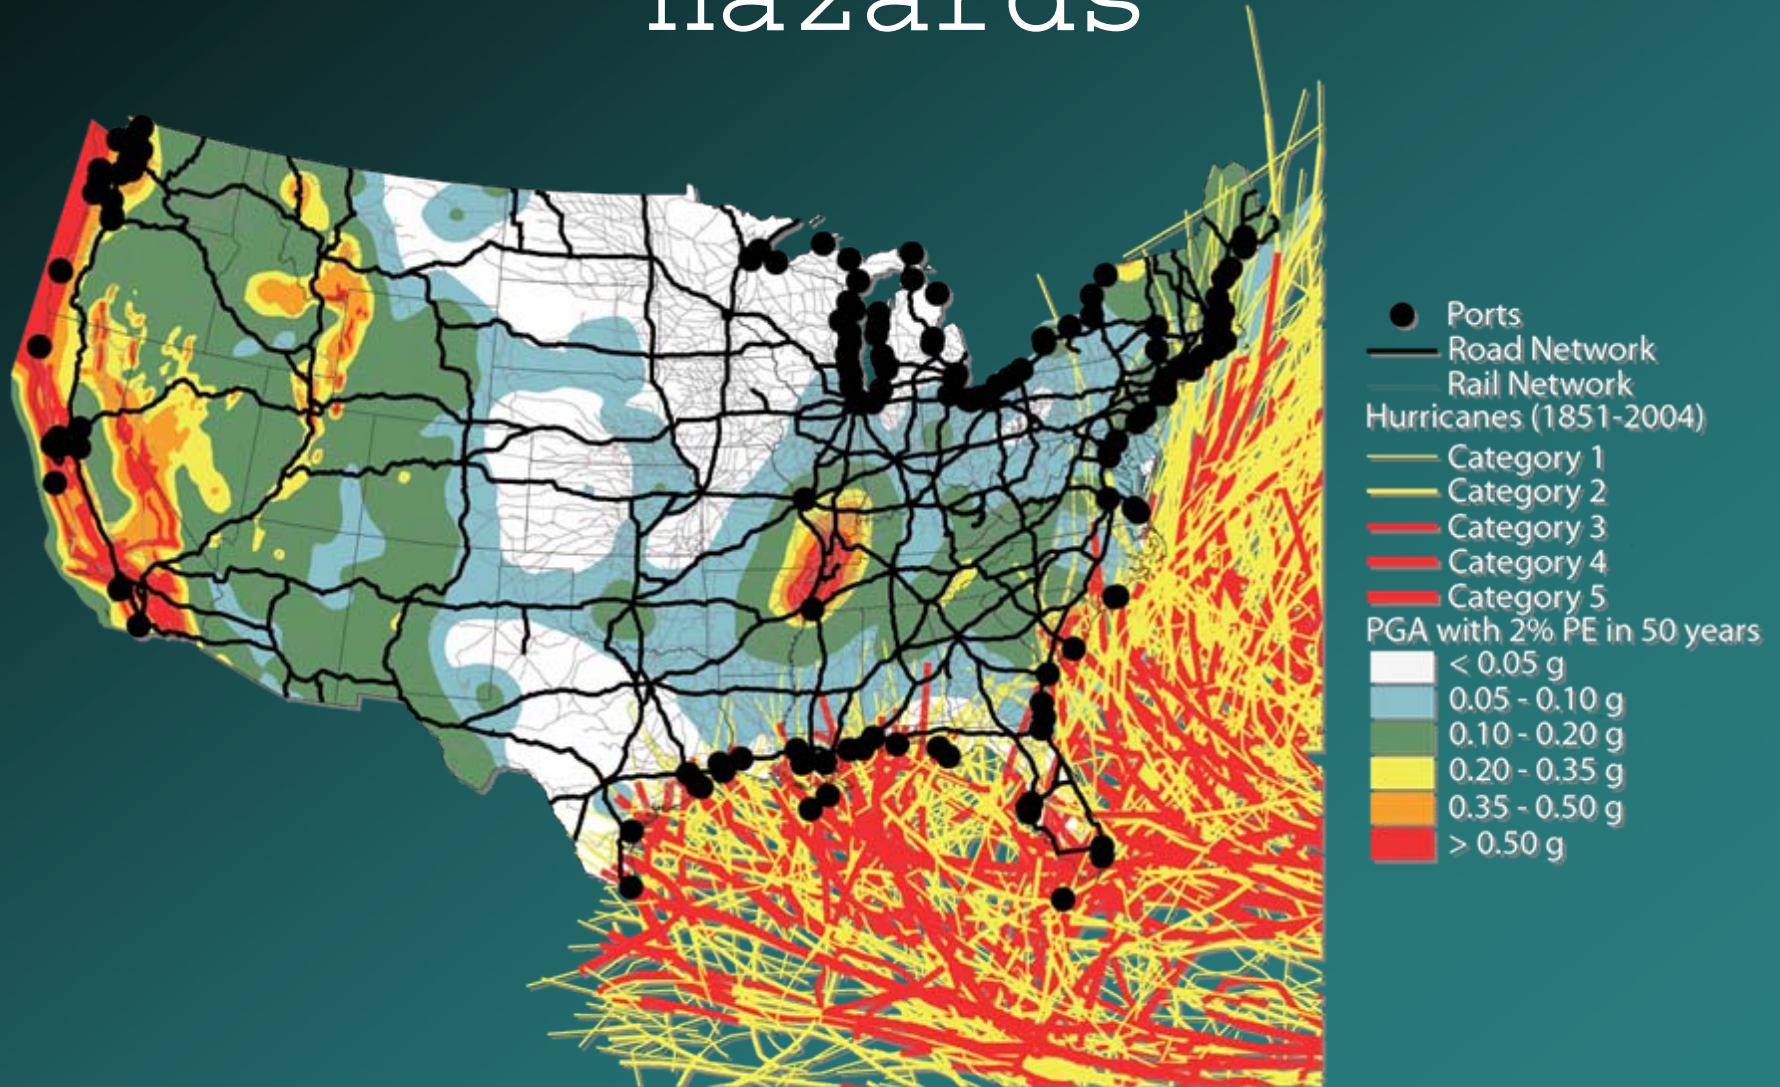 hazards
Ports
Road Network
Rail Network
Hurricanes (1851-2004)
Category 1
Category 2
Category 3
Category 4
Category 5
PGA with 2% PE in 50 years
< 0.05 g
0.05 - 0.10 g
0.10 - 0.20 g
0.20 - 0.35 g
0.35 - 0.50 g
> 0.50 g